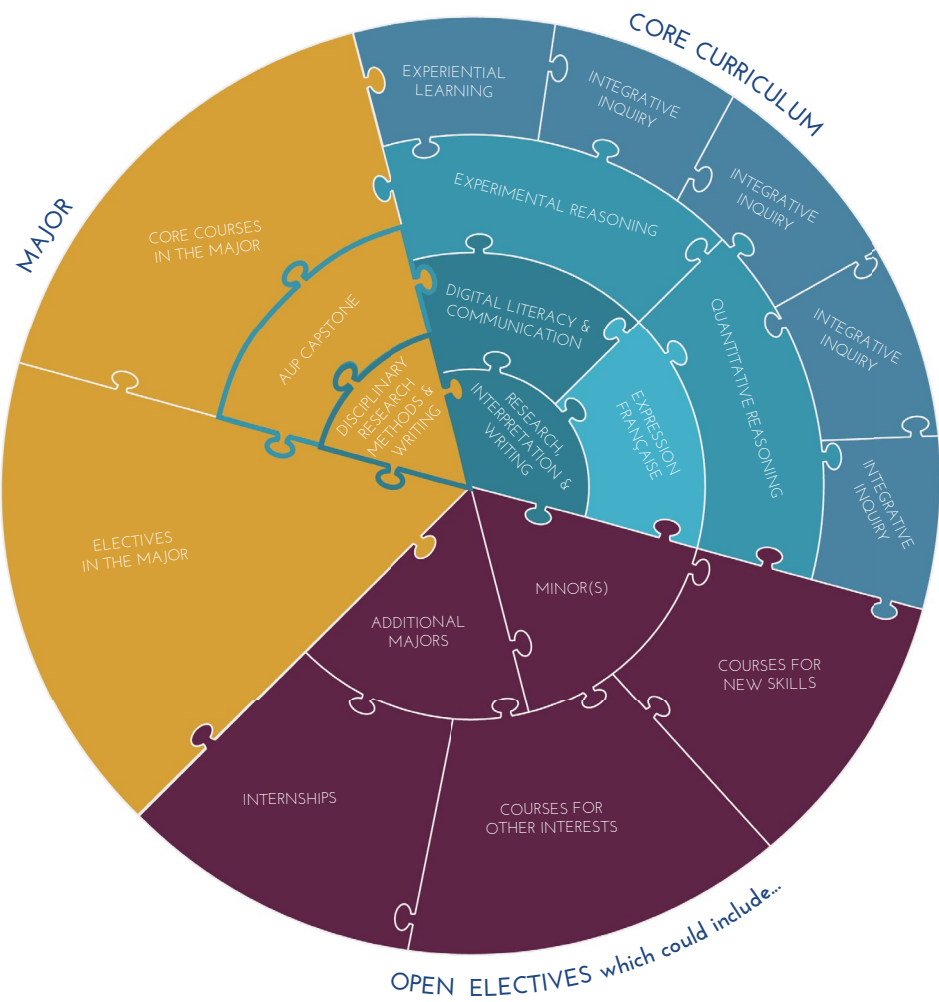 CORE CURRICULUM
EXPERIENTIAL
LEARNING
INTEGRATIVE
INQUIRY
INTEGRATIVE
INQUIRY
INTEGRATIVE
INQUIRY
INTEGRATIVE
INQUIRY
EXPERIMENTAL REASONING
QUANTITATIVE REASONING
DIGITAL LITERACY &
COMMUNICATION
EXPRESSION
FRANÇAISE
RESEARCH,
INTERPRETATION &
WRITING
MAJOR
CORE COURSES
IN THE MAJOR
AUP CAPSTONE
DISCIPLINARY
RESEARCH
METHODS &
WRITING
ELECTIVES
IN THE MAJOR
MINOR(S)
ADDITIONAL
MAJORS
COURSES FOR
NEW SKILLS
INTERNSHIPS
COURSES FOR
OTHER INTERESTS
OPEN ELECTIVES which could include...